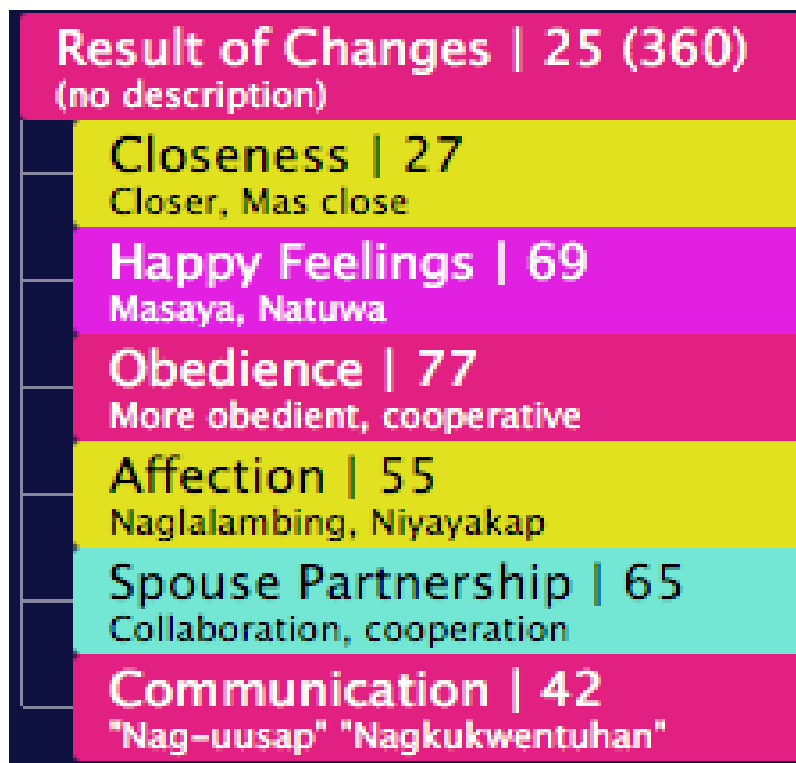 Result of Changes | 25 (360)
(no description)
Closeness | 27
Closer, Mas close
Happy Feelings | 69
Masaya, Natuwa
Obedience | 77
More obedient, cooperative
Affection | 55
Naglalambing, Niyayakap
Spouse Partnership | 65
Collaboration, cooperation
Communication | 42
"Nag-uusap" "Nagkukwentuhan"